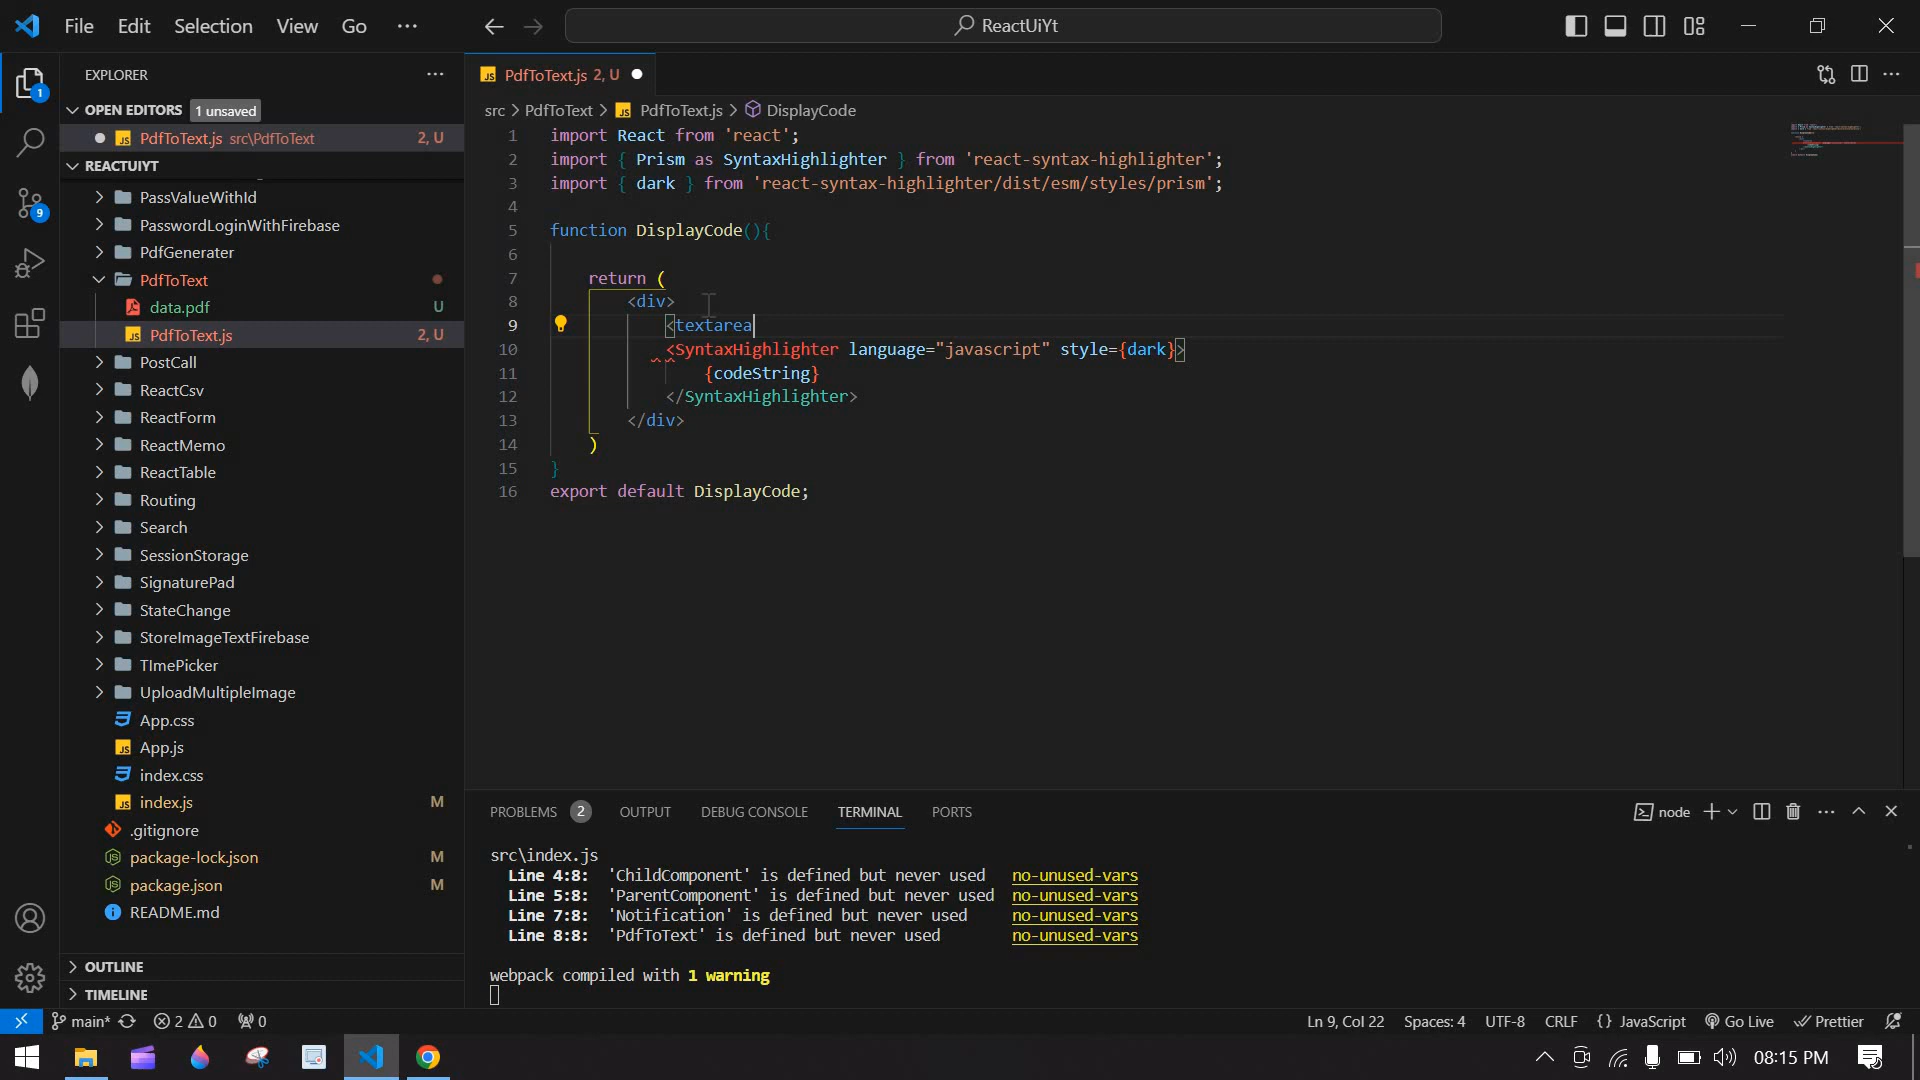 File Edit Selection View Go ··· ReactUiYt
EXPLORER ···
OPEN EDITORS 1 unsaved
PdfToText.js src\PdfToText 2, U
REACTUIYT
PassValueWithId
PasswordLoginWithFirebase
PdfGenerater
PdfToText
data.pdf U
PdfToText.js 2, U
PostCall
ReactCsv
ReactForm
ReactMemo
ReactTable
Routing
Search
SessionStorage
SignaturePad
StateChange
StoreImageTextFirebase
TImePicker
UploadMultipleImage
App.css
App.js
index.css
index.js M
.gitignore
package-lock.json M
package.json M
README.md
OUTLINE
TIMELINE
1
9
PdfToText.js 2, U
src > PdfToText > PdfToText.js > DisplayCode
1 import React from 'react';
2 import { Prism as SyntaxHighlighter } from 'react-syntax-highlighter';
3 import { dark } from 'react-syntax-highlighter/dist/esm/styles/prism';
4
5 function DisplayCode(){
6
7 return (
8 <div>
9 <textarea
10 <SyntaxHighlighter language="javascript" style={dark}>
11 {codeString}
12 </SyntaxHighlighter>
13 </div>
14 )
15 }
16 export default DisplayCode;
PROBLEMS 2 OUTPUT DEBUG CONSOLE TERMINAL PORTS node
src\index.js
Line 4:8: 'ChildComponent' is defined but never used no-unused-vars
Line 5:8: 'ParentComponent' is defined but never used no-unused-vars
Line 7:8: 'Notification' is defined but never used no-unused-vars
Line 8:8: 'PdfToText' is defined but never used no-unused-vars
webpack compiled with 1 warning
main* 2 0 0 Ln 9, Col 22 Spaces: 4 UTF-8 CRLF {} JavaScript Go Live Prettier
08:15 PM